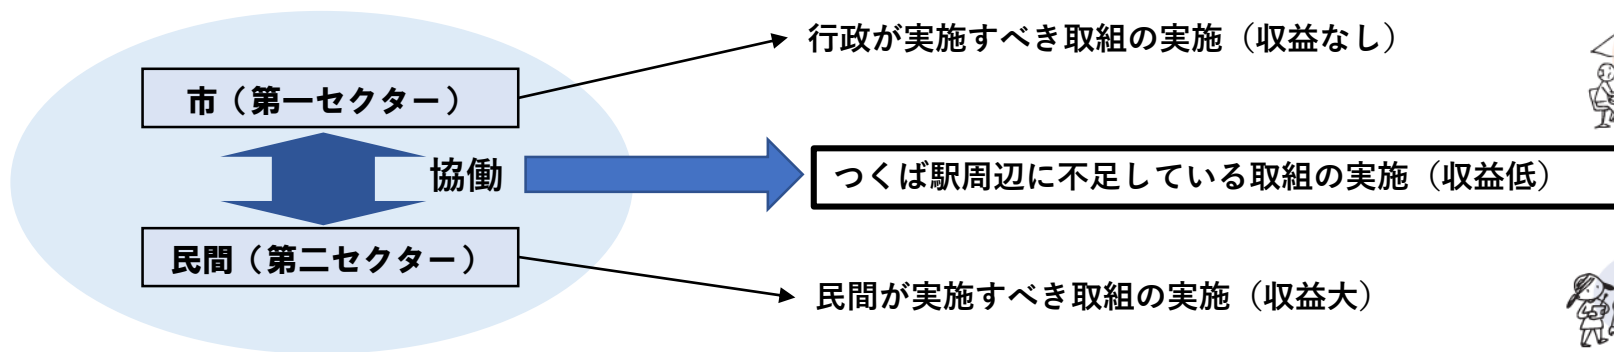 行政が実施すべき取組の実施（収益なし）
市（第一セクター）
協働
つくば駅周辺に不足している取組の実施（収益低）
民間（第二セクター）
民間が実施すべき取組の実施（収益大）